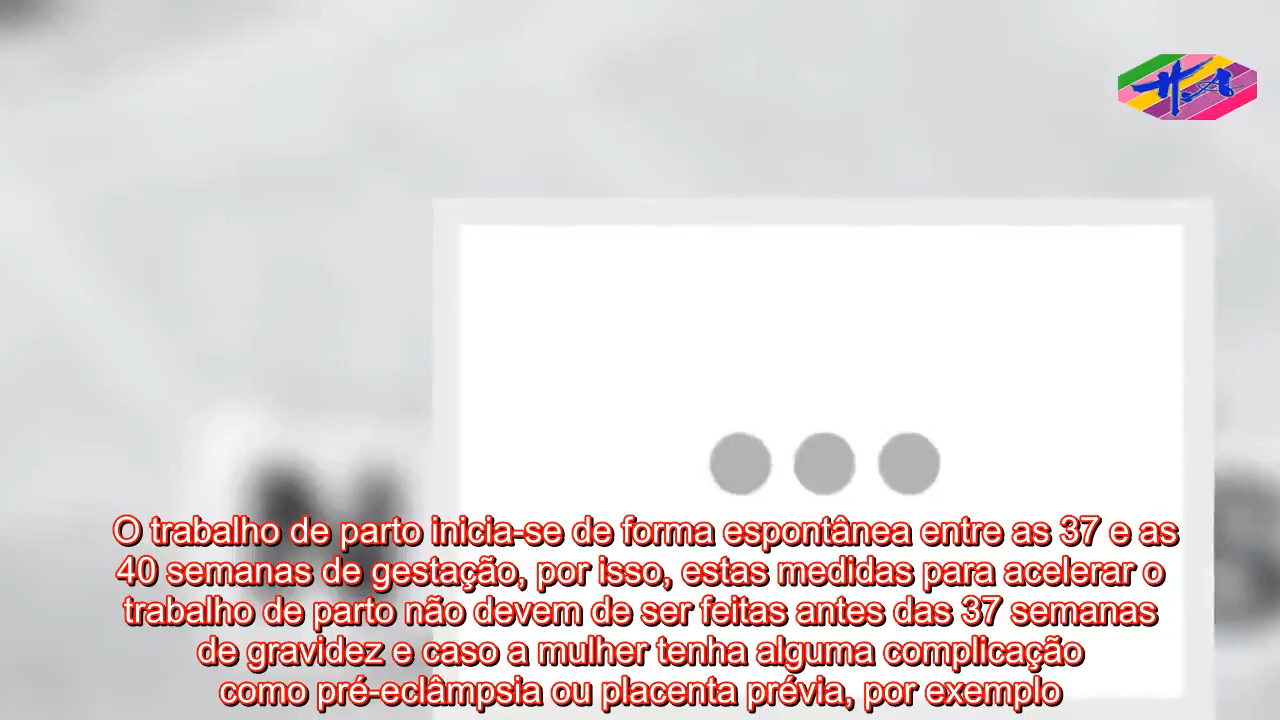 H.A
O trabalho de parto inicia-se de forma espontânea entre as 37 e as
40 semanas de gestação, por isso, estas medidas para acelerar o
trabalho de parto não devem de ser feitas antes das 37 semanas
de gravidez e caso a mulher tenha alguma complicação
como pré-eclâmpsia ou placenta prévia, por exemplo